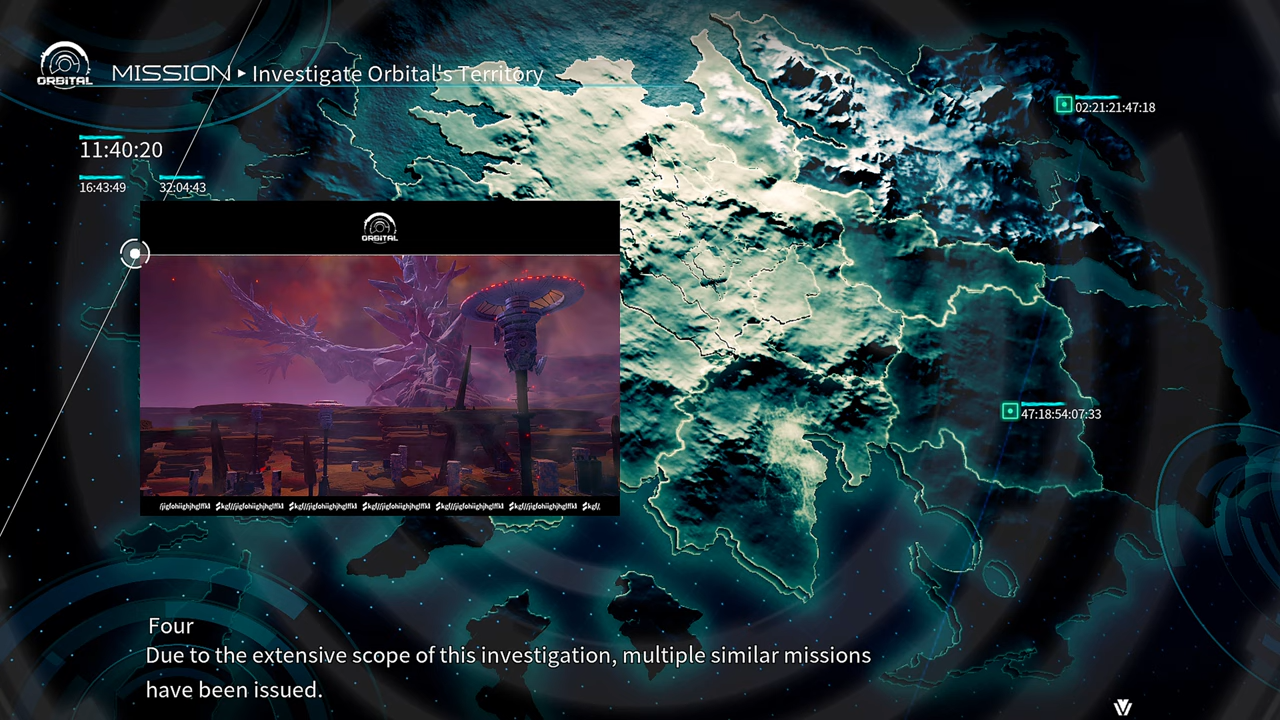 ORBITAL
MISSION ▸ Investigate Orbital's Territory
02:21:21:47:18
11:40:20
16:43:49 32:04:43
ORBITAL
47:18:54:07:33
Four
Due to the extensive scope of this investigation, multiple similar missions
have been issued.